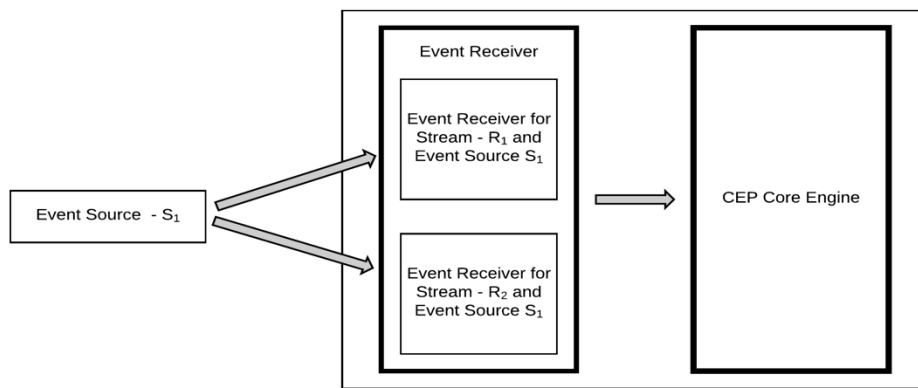 Event Receiver
Event Receiver for
Stream - R₁ and
Event Source S₁
Event Source - S₁
CEP Core Engine
Event Receiver for
Stream - R₂ and
Event Source S₁